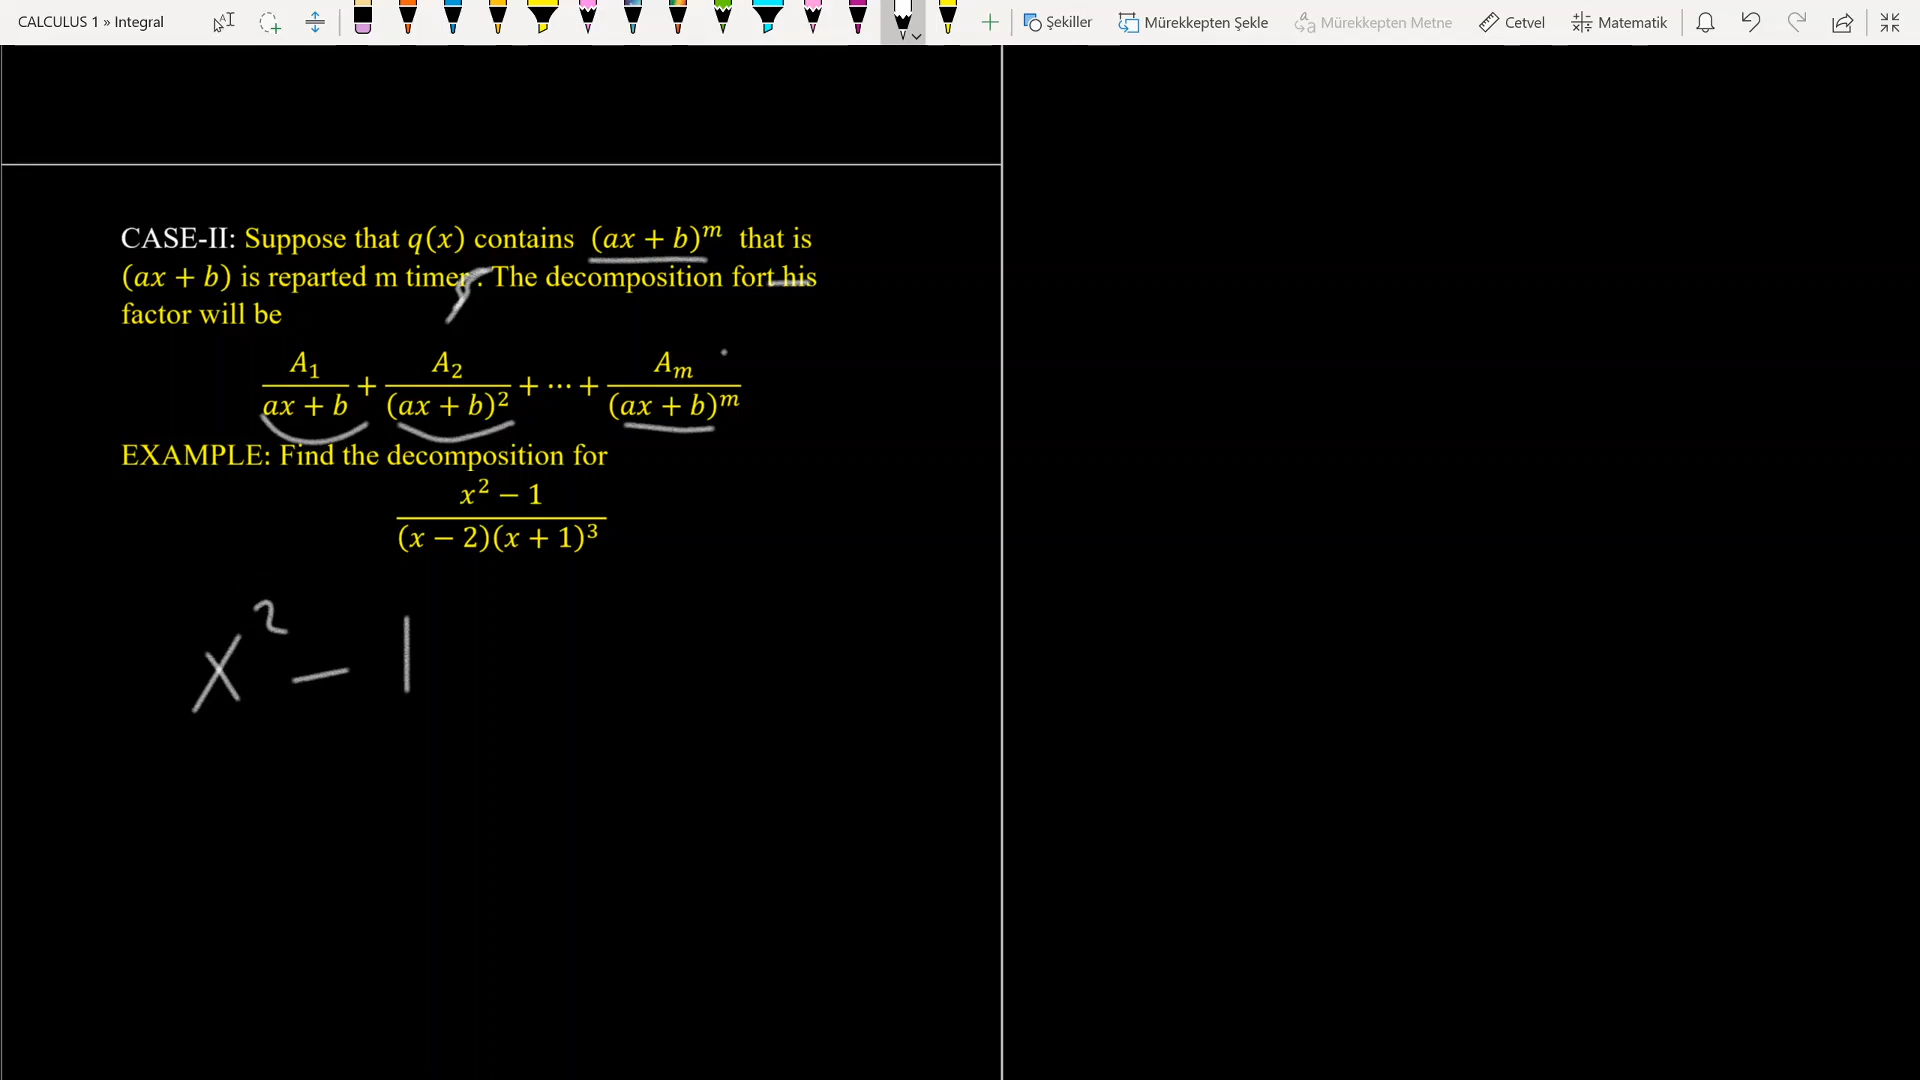 CALCULUS 1 » Integral
Şekiller
Mürekkepten Şekle
Mürekkepten Metne
Cetvel
Matematik
CASE-II: Suppose that q(x) contains (ax + b)^m that is
(ax + b) is reparted m timer . The decomposition fort his
factor will be
A₁/(ax + b) + A₂/(ax + b)² + ⋯ + Aₘ/(ax + b)^m
EXAMPLE: Find the decomposition for
(x² − 1)/((x − 2)(x + 1)³)
x² − 1